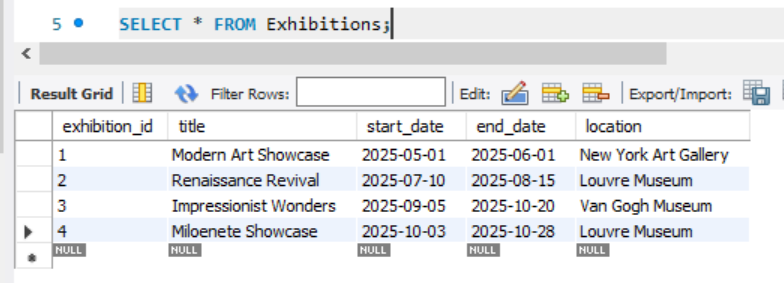 5 SELECT * FROM Exhibitions;
Result Grid Filter Rows: Edit: Export/Import:
exhibition_id title start_date end_date location
1 Modern Art Showcase 2025-05-01 2025-06-01 New York Art Gallery
2 Renaissance Revival 2025-07-10 2025-08-15 Louvre Museum
3 Impressionist Wonders 2025-09-05 2025-10-20 Van Gogh Museum
4 Miloenete Showcase 2025-10-03 2025-10-28 Louvre Museum
NULL NULL NULL NULL NULL